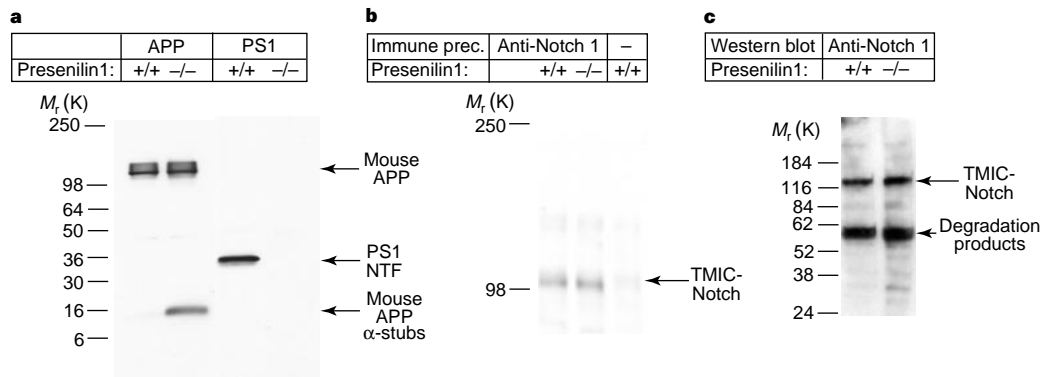 a
APP PS1
Presenilin1: +/+ –/– +/+ –/–
Mr (K)
250
98
64
50
36
30
16
6
Mouse
APP
PS1
NTF
Mouse
APP
α-stubs
b
Immune prec. Anti-Notch 1 –
Presenilin1: +/+ –/– +/+
Mr (K)
250
98
TMIC-
Notch
c
Western blot Anti-Notch 1
Presenilin1: +/+ –/–
Mr (K)
184
116
84
62
52
38
24
TMIC-
Notch
Degradation
products